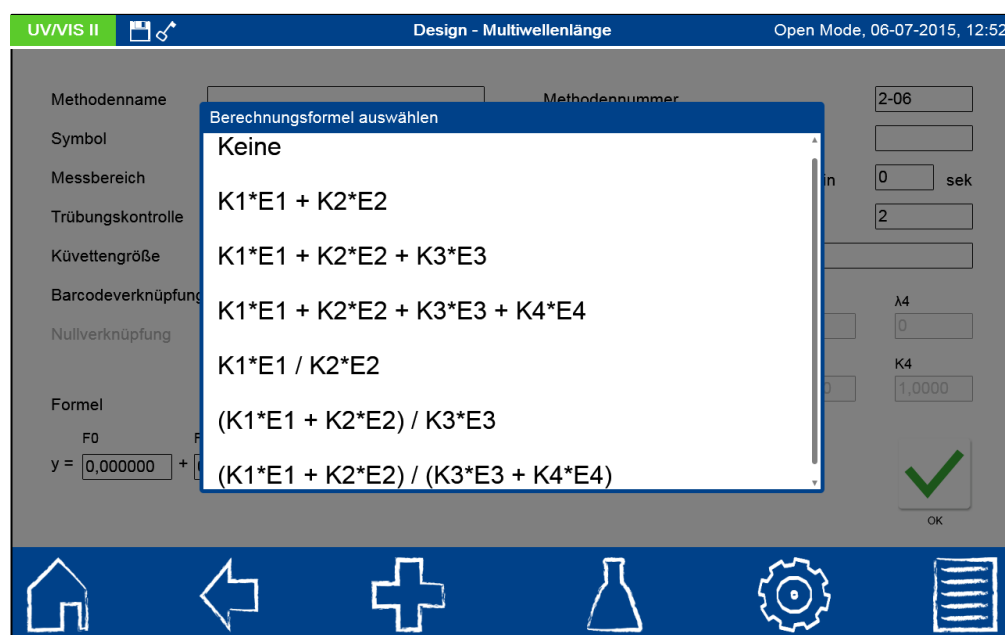 UV/VIS II
Design - Multiwellenlänge
Open Mode, 06-07-2015, 12:52
Methodenname
Methodennummer
2-06
Berechnungsformel auswählen
Symbol
Keine
Messbereich
in
0
sek
K1*E1 + K2*E2
Trübungskontrolle
2
Küvettengröße
K1*E1 + K2*E2 + K3*E3
Barcodeverknüpfung
λ4
K1*E1 + K2*E2 + K3*E3 + K4*E4
Nullverknüpfung
0
K1*E1 / K2*E2
K4
1,0000
Formel
(K1*E1 + K2*E2) / K3*E3
F0
y = 0,000000 +
(K1*E1 + K2*E2) / (K3*E3 + K4*E4)
OK